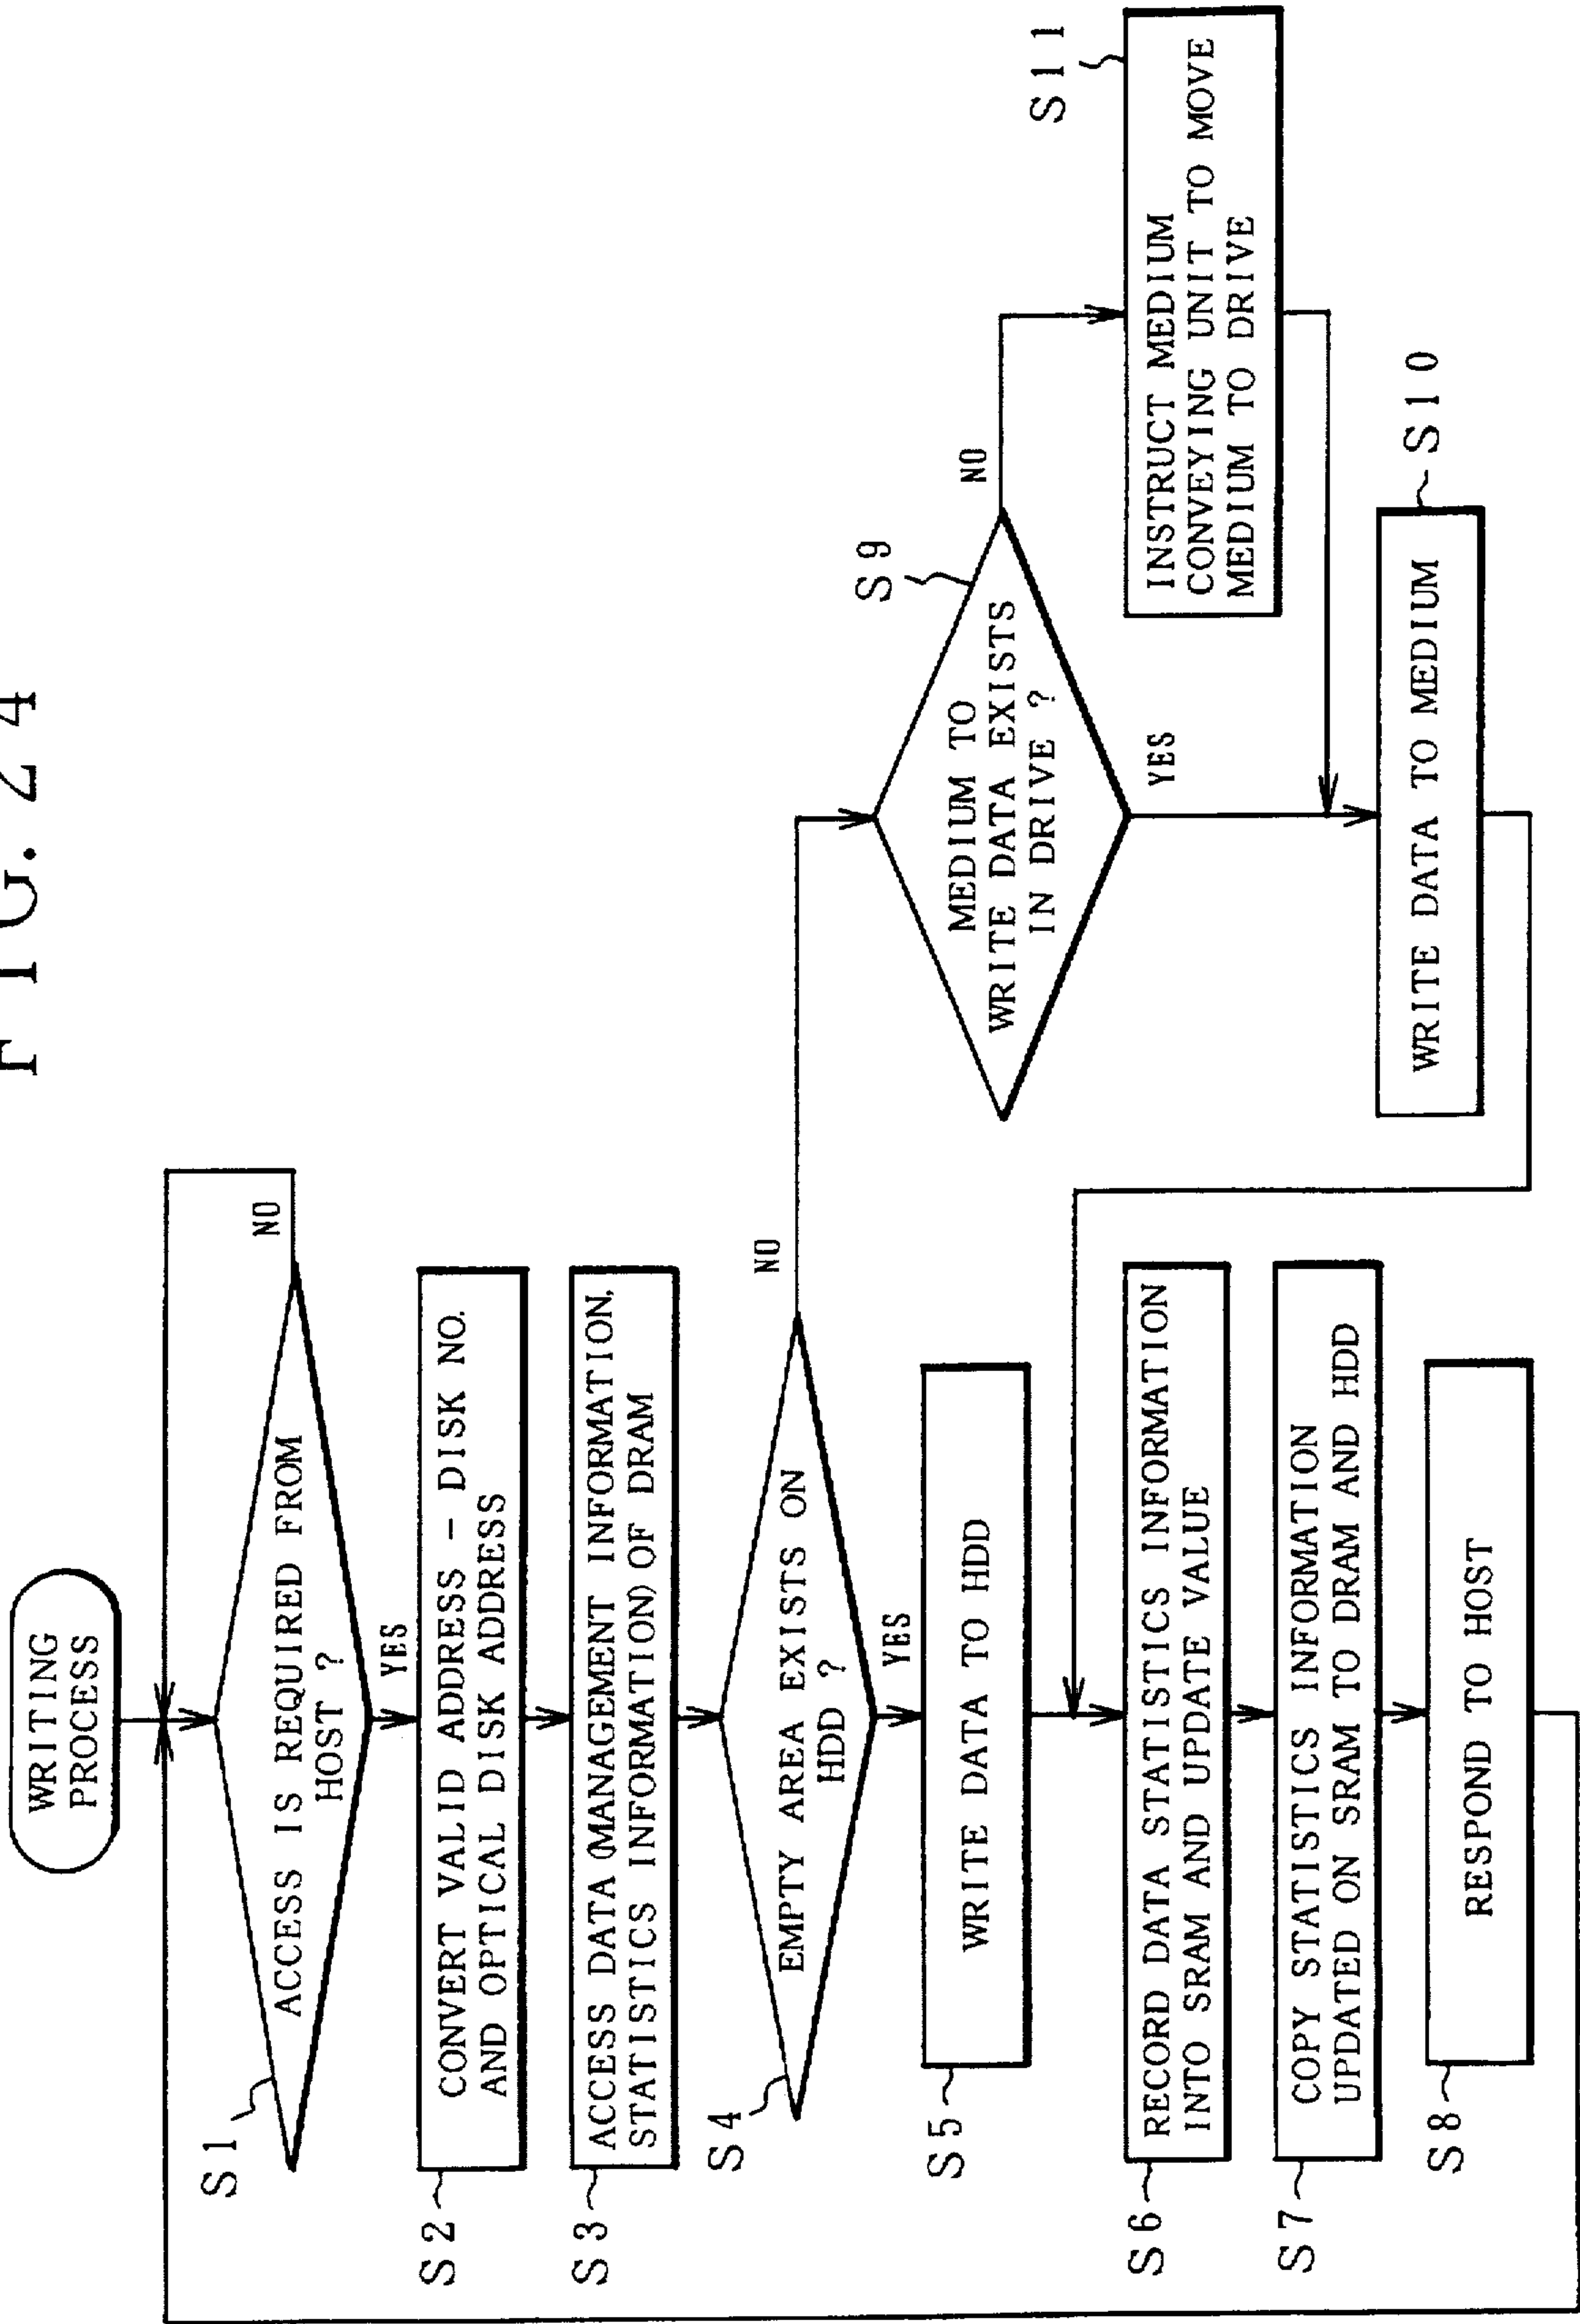 FIG. 24
WRITING
PROCESS
S1
ACCESS IS REQUIRED FROM
HOST ?
NO
YES
S2
CONVERT VALID ADDRESS - DISK NO.
AND OPTICAL DISK ADDRESS
S3
ACCESS DATA (MANAGEMENT INFORMATION,
STATISTICS INFORMATION) OF DRAM
S4
EMPTY AREA EXISTS ON
HDD ?
NO
YES
S5
WRITE DATA TO HDD
S6
RECORD DATA STATISTICS INFORMATION
INTO SRAM AND UPDATE VALUE
S7
COPY STATISTICS INFORMATION
UPDATED ON SRAM TO DRAM AND HDD
S8
RESPOND TO HOST
S9
MEDIUM TO
WRITE DATA EXISTS
IN DRIVE ?
NO
YES
S11
INSTRUCT MEDIUM
CONVEYING UNIT TO MOVE
MEDIUM TO DRIVE
S10
WRITE DATA TO MEDIUM